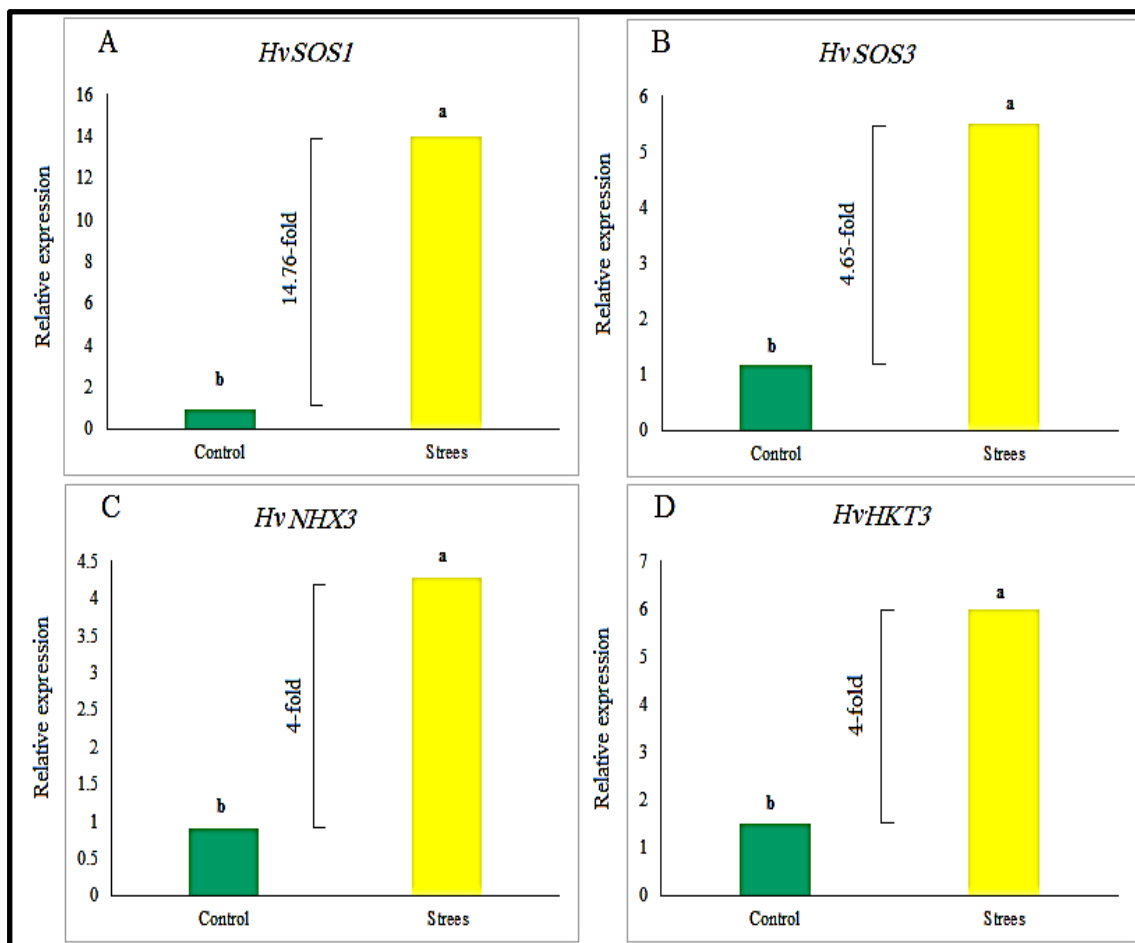 A
HvSOS1
Relative expression
16
14
12
10
8
6
4
2
0
b
14.76-fold
a
Control
Strees
B
HvSOS3
Relative expression
6
5
4
3
2
1
0
b
4.65-fold
a
Control
Strees
C
HvNHX3
Relative expression
4.5
4
3.5
3
2.5
2
1.5
1
0.5
0
b
4-fold
a
Control
Strees
D
HvHKT3
Relative expression
7
6
5
4
3
2
1
0
b
4-fold
a
Control
Strees